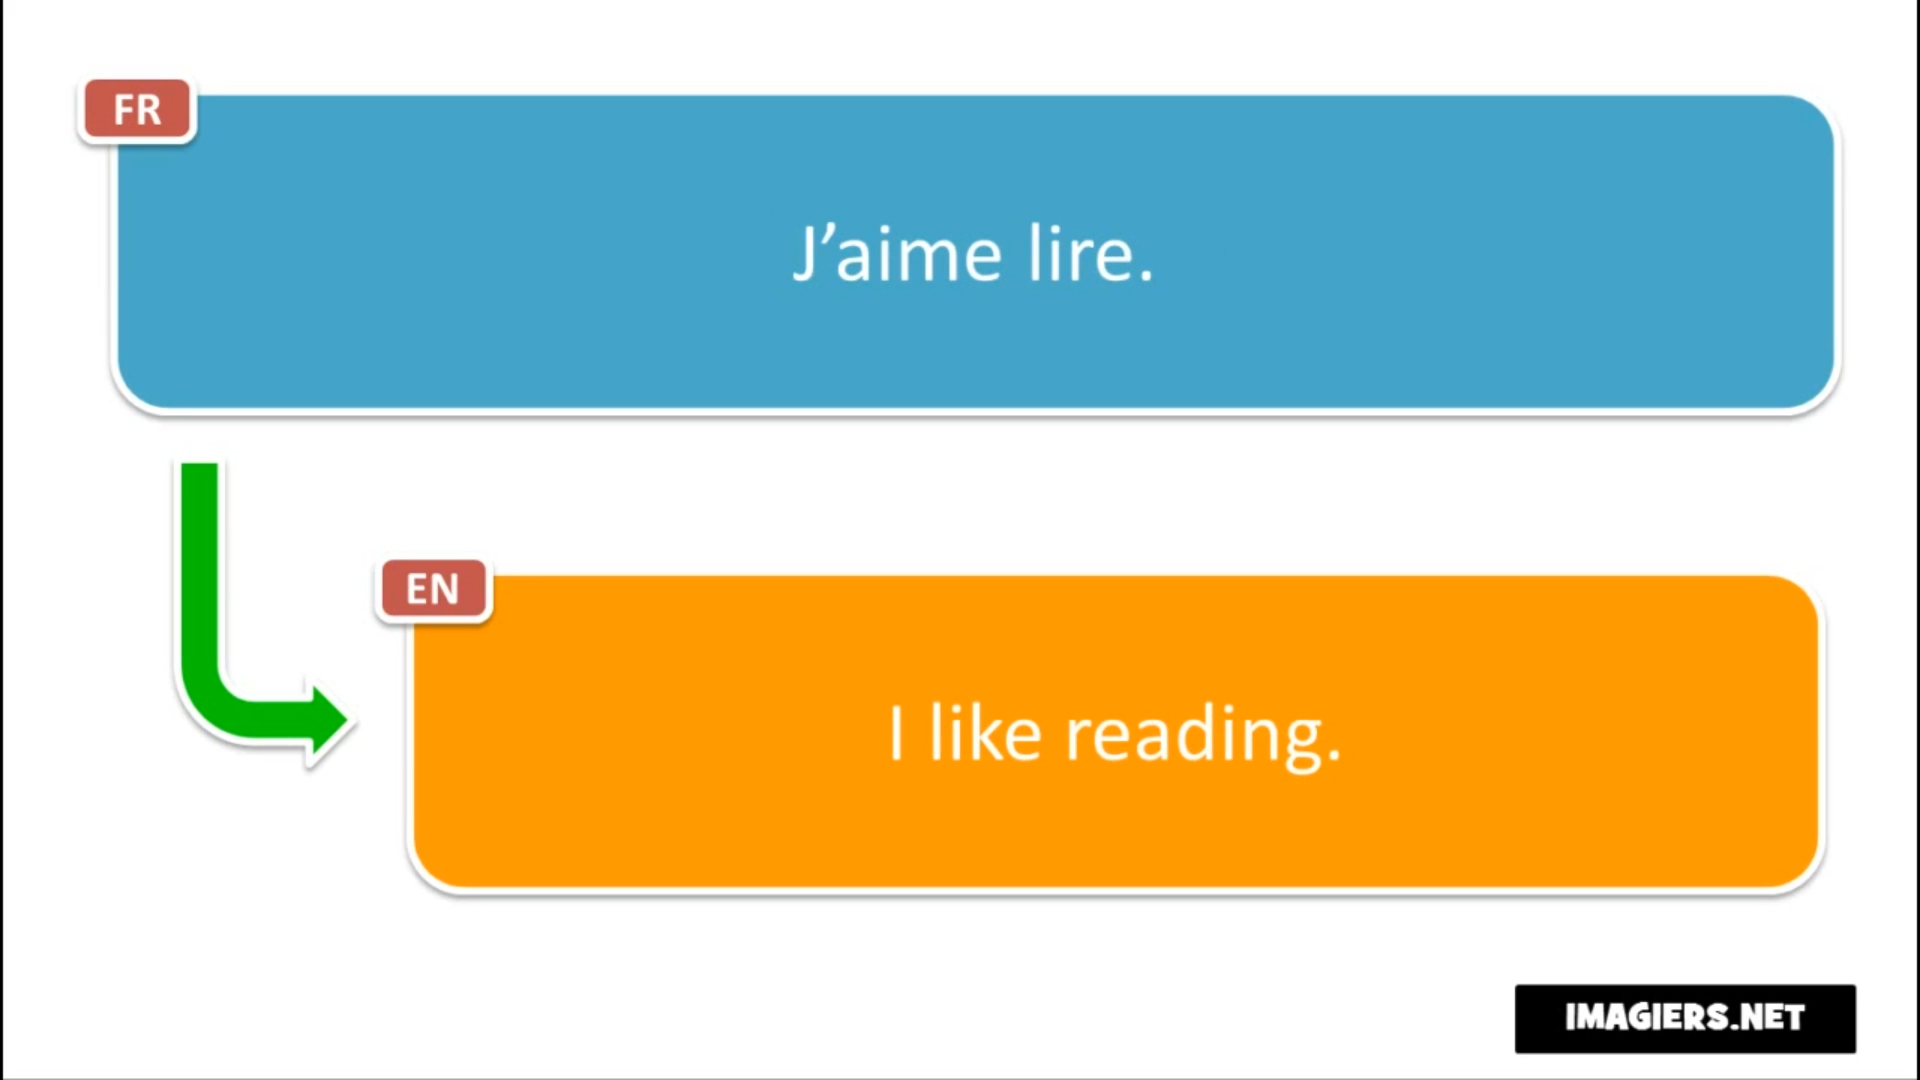 FR
J’aime lire.
EN
I like reading.
IMAGIERS.NET